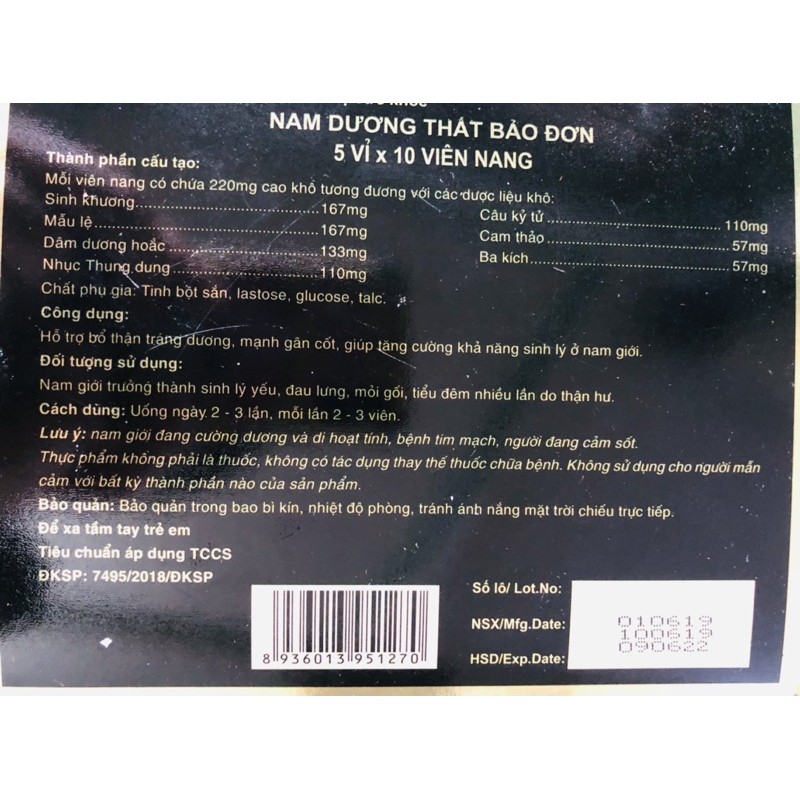 NAM DƯƠNG THẤT BẢO ĐƠN
5 VỈ x 10 VIÊN NANG
Thành phần cấu tạo:
Mỗi viên nang có chứa 220mg cao khô tương đương với các dược liệu khô:
Sinh khương...167mg
Mẫu lệ...167mg
Dâm dương hoắc...133mg
Nhục Thung dung...110mg
Câu kỷ tử...110mg
Cam thảo...57mg
Ba kích...57mg
Chất phụ gia: Tinh bột sắn, lastose, glucose, talc.
Công dụng:
Hỗ trợ bổ thận tráng dương, mạnh gân cốt, giúp tăng cường khả năng sinh lý ở nam giới.
Đối tượng sử dụng:
Nam giới trưởng thành sinh lý yếu, đau lưng, mỏi gối, tiểu đêm nhiều lần do thận hư.
Cách dùng: Uống ngày 2 - 3 lần, mỗi lần 2 - 3 viên.
Lưu ý: nam giới đang cường dương và di hoạt tính, bệnh tim mạch, người đang cảm sốt.
Thực phẩm không phải là thuốc, không có tác dụng thay thế thuốc chữa bệnh. Không sử dụng cho người mẫn
cảm với bất kỳ thành phần nào của sản phẩm.
Bảo quản: Bảo quản trong bao bì kín, nhiệt độ phòng, tránh ánh nắng mặt trời chiếu trực tiếp.
Để xa tầm tay trẻ em
Tiêu chuẩn áp dụng TCCS
ĐKSP: 7495/2018/ĐKSP
8 936013 951270
Số lô/ Lot.No: 010619
NSX/Mfg.Date: 100619
HSD/Exp.Date: 090622